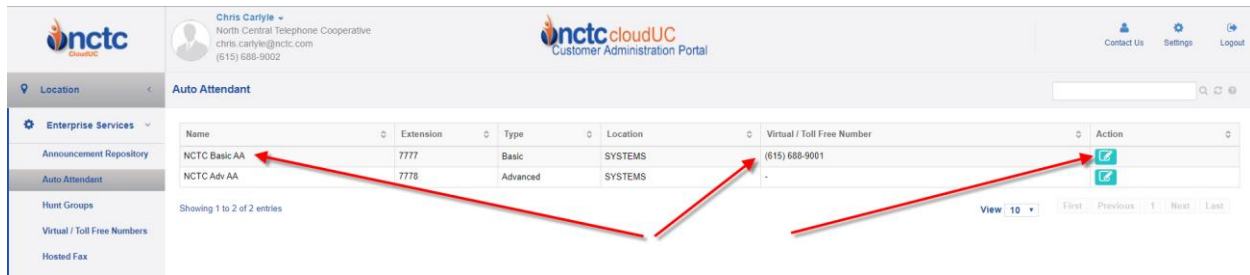 nctc
CloudUC
Chris Carlyle
North Central Telephone Cooperative
chris.carlyle@nctc.com
(615) 688-9002
nctc cloudUC
Customer Administration Portal
Contact Us Settings Logout
Location
Auto Attendant
Enterprise Services
Name Extension Type Location Virtual / Toll Free Number Action
Announcement Repository
NCTC Basic AA 7777 Basic SYSTEMS (615) 688-9001
Auto Attendant
NCTC Adv AA 7778 Advanced SYSTEMS -
Hunt Groups
Showing 1 to 2 of 2 entries View 10 First Previous 1 Next Last
Virtual / Toll Free Numbers
Hosted Fax